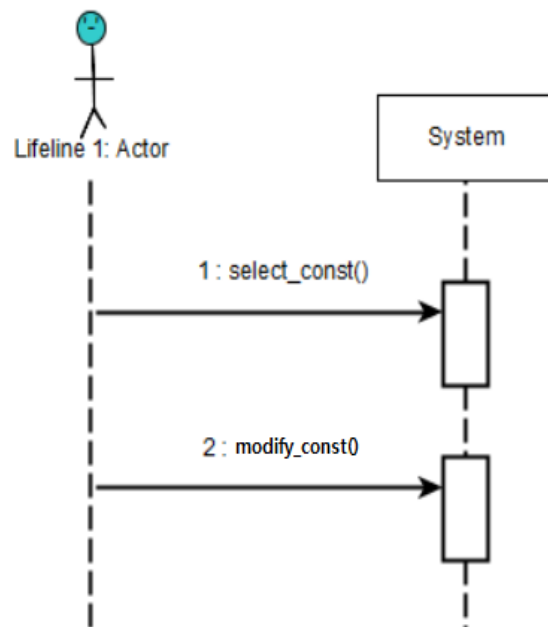 Lifeline 1: Actor
System
1 : select_const()
2 : modify_const()